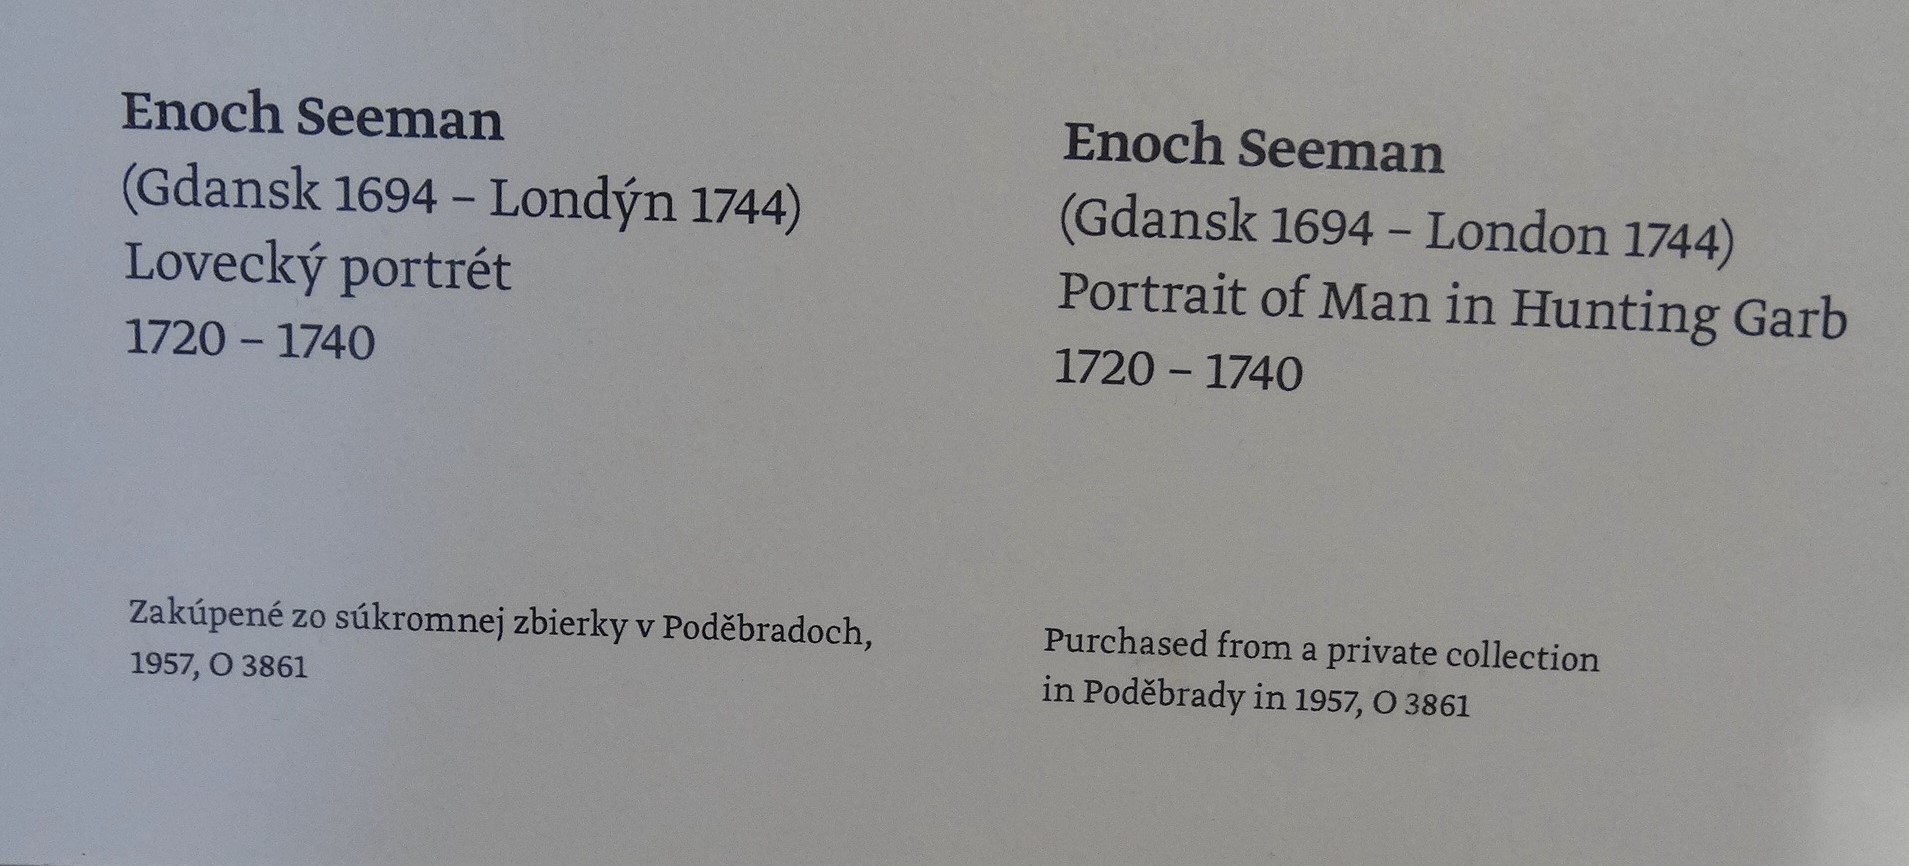 Enoch Seeman
(Gdansk 1694 – Londýn 1744)
Lovecký portrét
1720 – 1740
Zakúpené zo súkromnej zbierky v Poděbradoch,
1957, O 3861
Enoch Seeman
(Gdansk 1694 – London 1744)
Portrait of Man in Hunting Garb
1720 – 1740
Purchased from a private collection
in Poděbrady in 1957, O 3861